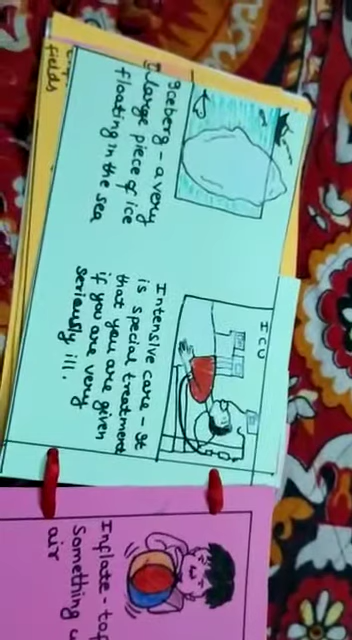 fields
Iceberg - a very
large piece of ice
floating in the sea
ICU
Intensive care - It
is special treatment
that you are given
if you are very
seriously ill.
Inflate - to
Something
air